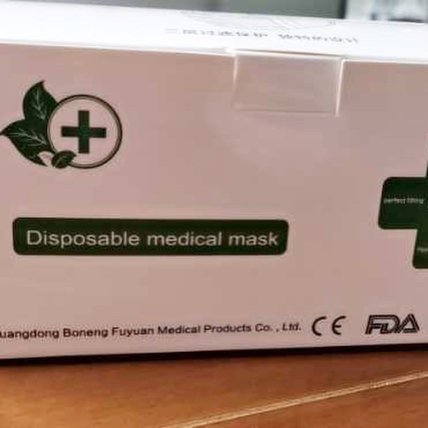 Disposable medical mask
perfect fitting
uangdong Boneng Fuyuan Medical Products Co., Ltd. CE FDA